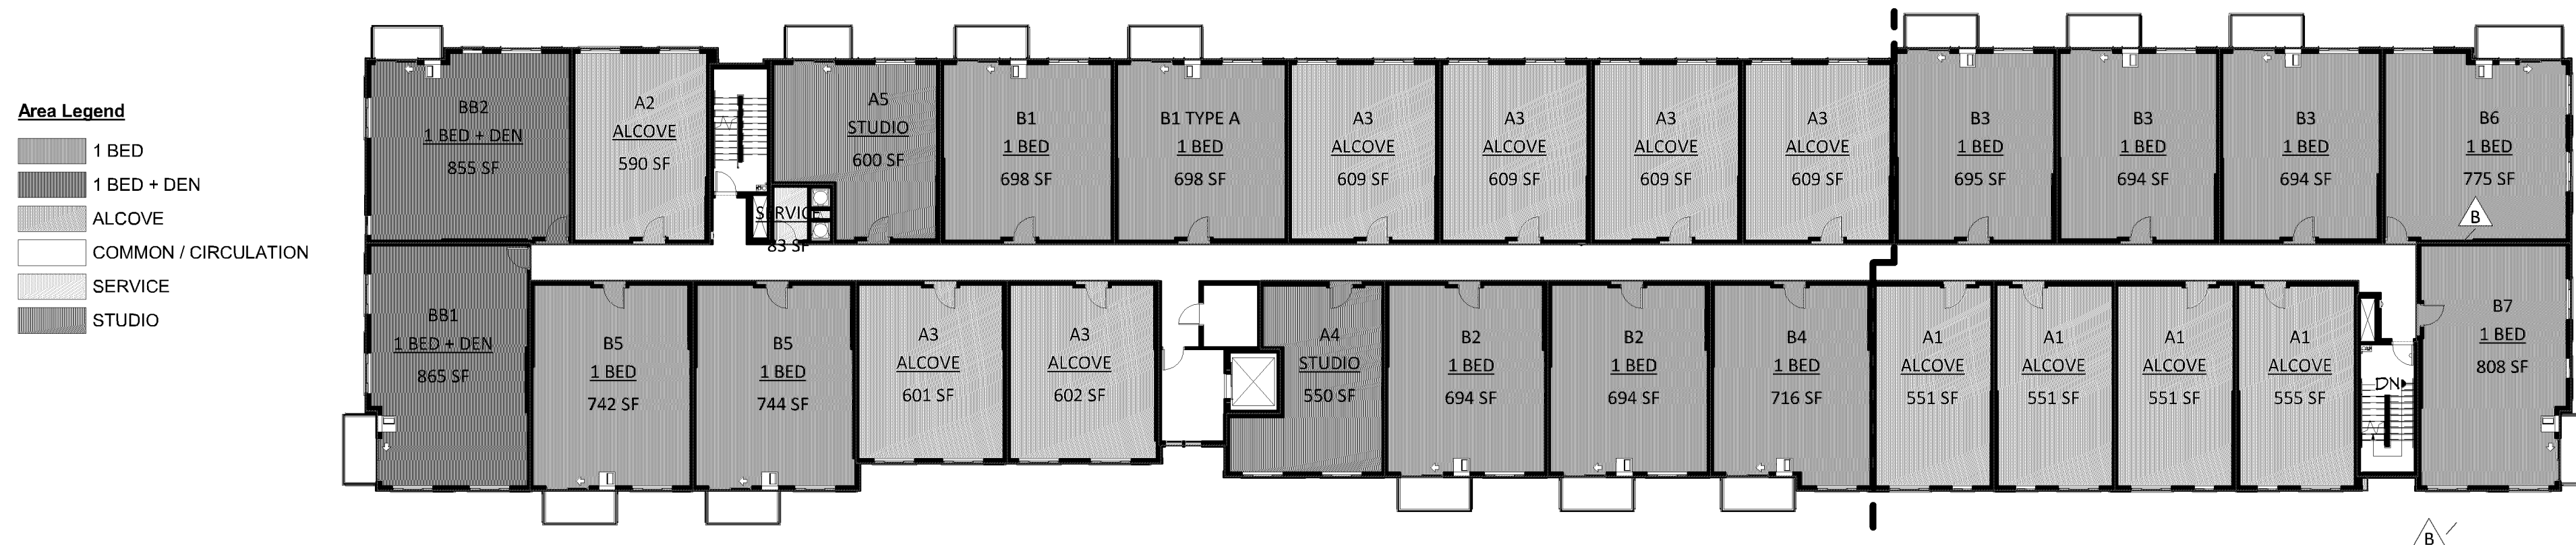 Area Legend
1 BED
1 BED + DEN
ALCOVE
COMMON / CIRCULATION
SERVICE
STUDIO
BB2
1 BED + DEN
855 SF
A2
ALCOVE
590 SF
SERVICE
83 SF
A5
STUDIO
600 SF
B1
1 BED
698 SF
B1 TYPE A
1 BED
698 SF
A3
ALCOVE
609 SF
A3
ALCOVE
609 SF
A3
ALCOVE
609 SF
A3
ALCOVE
609 SF
B3
1 BED
695 SF
B3
1 BED
694 SF
B3
1 BED
694 SF
B6
1 BED
775 SF
B
BB1
1 BED + DEN
865 SF
B5
1 BED
742 SF
B5
1 BED
744 SF
A3
ALCOVE
601 SF
A3
ALCOVE
602 SF
A4
STUDIO
550 SF
B2
1 BED
694 SF
B2
1 BED
694 SF
B4
1 BED
716 SF
A1
ALCOVE
551 SF
A1
ALCOVE
551 SF
A1
ALCOVE
551 SF
A1
ALCOVE
555 SF
DN
B7
1 BED
808 SF
B